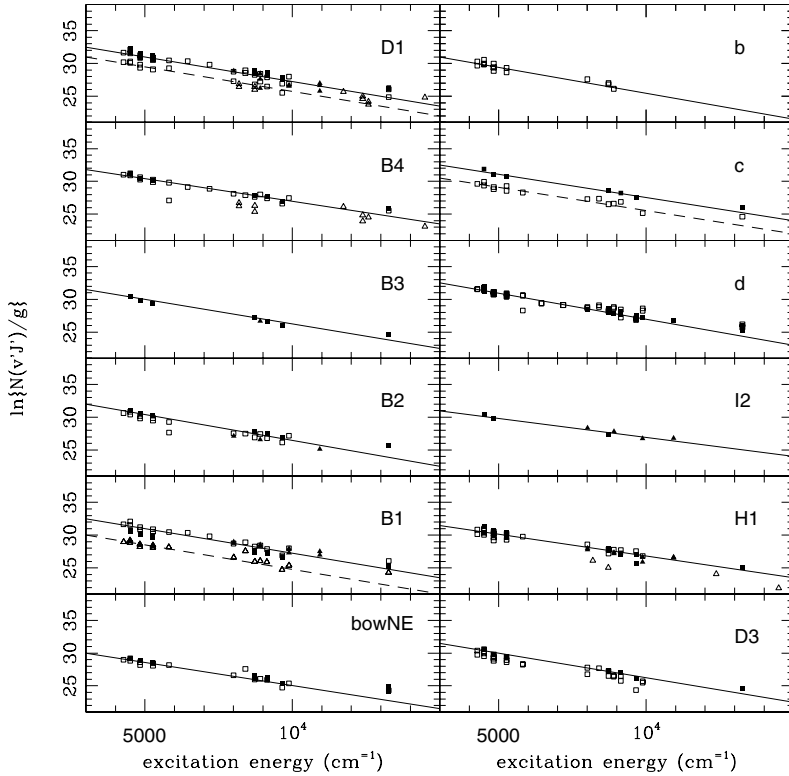 35
30
25
D1
b
35
30
25
B4
c
35
30
25
B3
d
35
30
25
B2
I2
35
30
25
B1
H1
35
30
25
bowNE
D3
ln{N(v'J')/g}
5000
10⁴
5000
10⁴
excitation energy (cm⁻¹)
excitation energy (cm⁻¹)